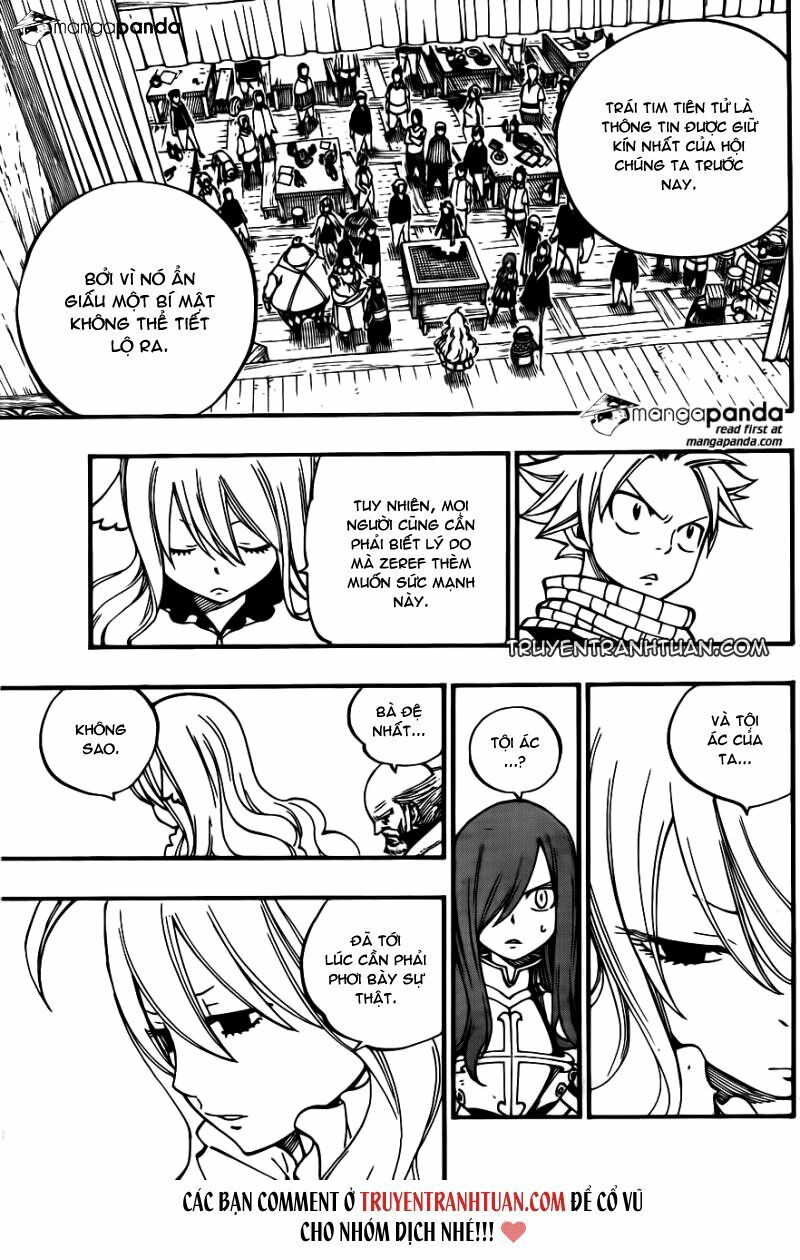 mangapanda
TRÁI TIM TIÊN TỬ LÀ
THÔNG TIN ĐƯỢC GIỮ
KÍN NHẤT CỦA HỘI
CHÚNG TA TRƯỚC
NAY.
BỞI VÌ NÓ ẨN
GIẤU MỘT BÍ MẬT
KHÔNG THỂ TIẾT
LỘ RA.
mangapanda
read first at
mangapanda.com
TUY NHIÊN, MỌI
NGƯỜI CŨNG CẦN
PHẢI BIẾT LÝ DO
MÀ ZEREF THÈM
MUỐN SỨC MẠNH
NÀY.
TRUYENTRANHTUAN.COM
VÀ TỘI
ÁC CỦA
TA...
TỘI ÁC
...?
BÀ ĐỆ
NHẤT...
KHÔNG
SAO.
ĐÃ TỚI
LÚC CẦN PHẢI
PHƠI BÀY SỰ
THẬT.
CÁC BẠN COMMENT Ở TRUYENTRANHTUAN.COM ĐỂ CỔ VŨ
CHO NHÓM DỊCH NHÉ!!! ❤